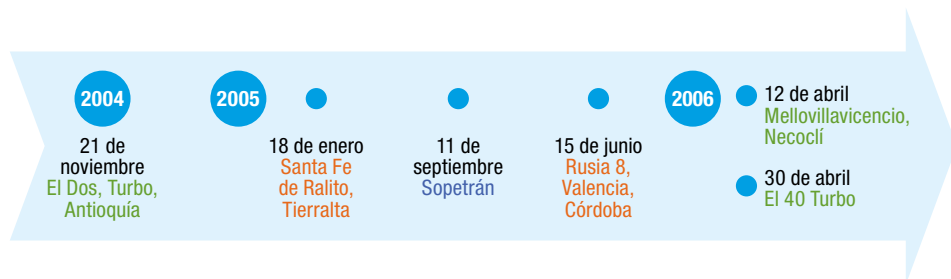 2004
21 de
noviembre
El Dos, Turbo,
Antioquía
2005
18 de enero
Santa Fe
de Ralito,
Tierralta
11 de
septiembre
Sopetrán
15 de junio
Rusia 8,
Valencia,
Córdoba
2006
12 de abril
Mellovillavicencio,
Necoclí
30 de abril
El 40 Turbo